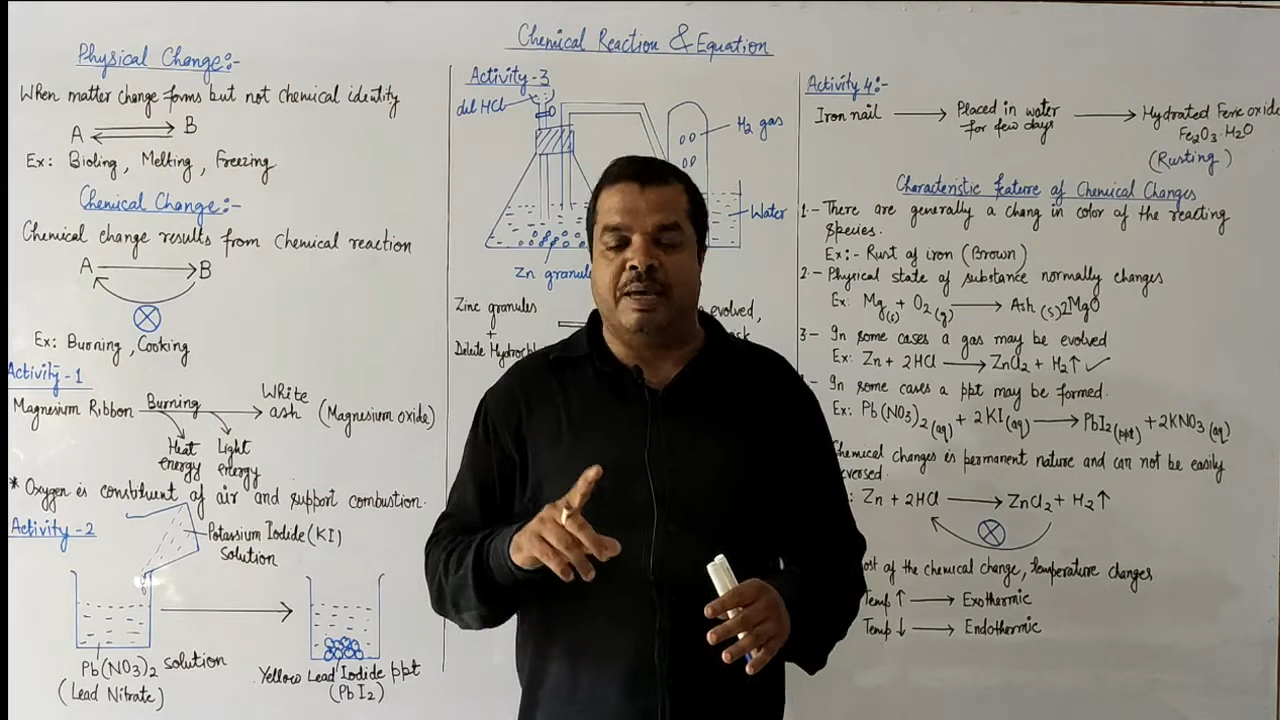 Chemical Reaction & Equation
Physical Change:-
When matter change forms but not chemical identity
A ⇌ B
Ex: Bioling, Melting, Freezing
Chemical Change:-
Chemical change results from Chemical reaction
A → B
Ex: Burning, Cooking
Activity-1
Magnesium Ribbon Burning → White ash (Magnesium oxide)
Heat energy
Light energy
* Oxygen is constituent of air and support combustion.
Activity-2
Potassium Iodide (KI)
Solution
Pb(NO3)2 solution
(Lead Nitrate)
Yellow Lead Iodide ppt
(PbI2)
Activity-3
dil HCl
H2 gas
Water
Zn granule
Zinc granules
+
evolved,
Activity 4:-
Iron nail → Placed in water for few days → Hydrated Ferric oxide
Fe2O3·H2O
(Rusting)
Characteristic feature of Chemical Changes
1.- There are generally a chang in color of the reacting
species.
Ex:- Rust of iron (Brown)
2.- Physical state of substance normally changes
Ex: Mg(s) + O2(g) → Ash(s) 2MgO
3- In some cases a gas may be evolved
Ex: Zn + 2HCl → ZnCl2 + H2↑ ✓
- In some cases a ppt may be formed.
Ex: Pb(NO3)2(aq) + 2KI(aq) → PbI2(ppt) + 2KNO3(aq)
Chemical changes is permanent nature and can not be easily
versed.
: Zn + 2HCl → ZnCl2 + H2↑
ost of the chemical change, temperature changes
Temp ↑ → Exothermic
Temp ↓ → Endothermic